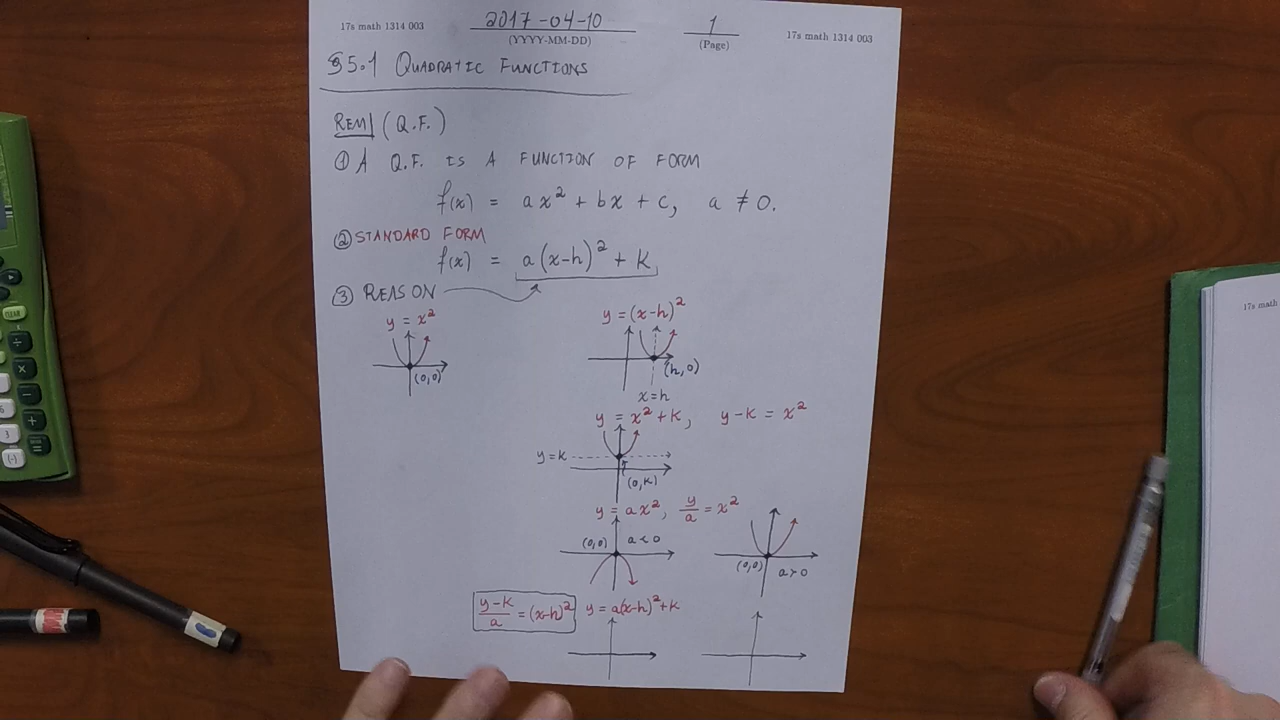 17s math 1314 003 2017-04-10 1 17s math 1314 003
(YYYY-MM-DD) (Page)
§5.1 QUADRATIC FUNCTIONS
REM (Q.F.)
① A Q.F. IS A FUNCTION OF FORM
f(x) = ax² + bx + c, a ≠ 0.
② STANDARD FORM
f(x) = a(x-h)² + K
③ REASON
y = x² y = (x-h)²
(0,0) (h,0)
x=h
y = x² + K, y-K = x²
y=K
(0,K)
y = ax², y/a = x²
(0,0) a<0
(0,0) a>0
(y-K)/a = (x-h)² y = a(x-h)²+K
17s math
CLEAR
÷
×
−
+
3
(-)